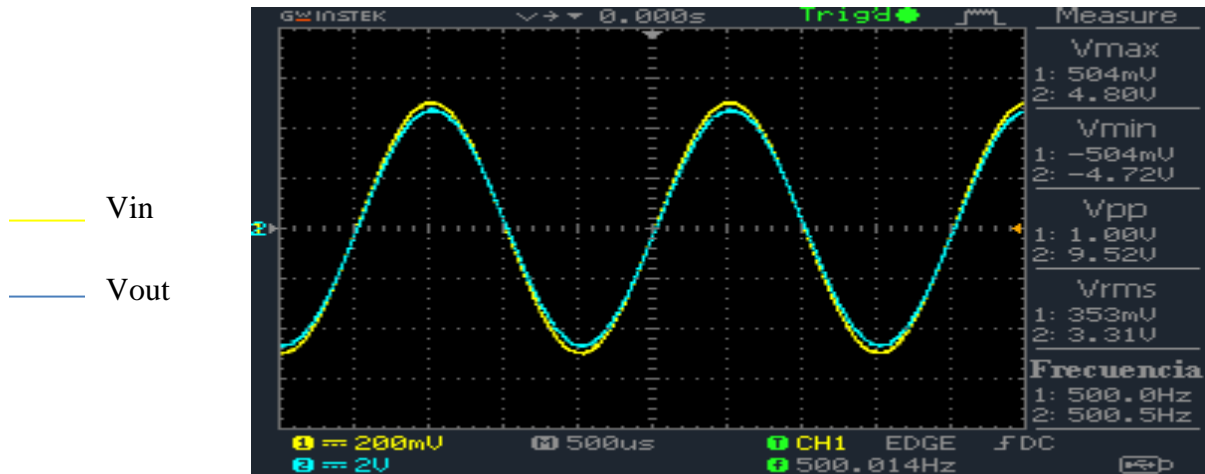 GW INSTEK 0.000s Trig'd Measure
Vmax
1: 504mV
2: 4.80V
Vmin
1: -504mV
2: -4.72V
Vpp
1: 1.00V
2: 9.52V
Vrms
1: 353mV
2: 3.31V
Frecuencia
1: 500.0Hz
2: 500.5Hz
Vin
Vout
2
1 200mV M 500us T CH1 EDGE DC
2 2V f 500.014Hz